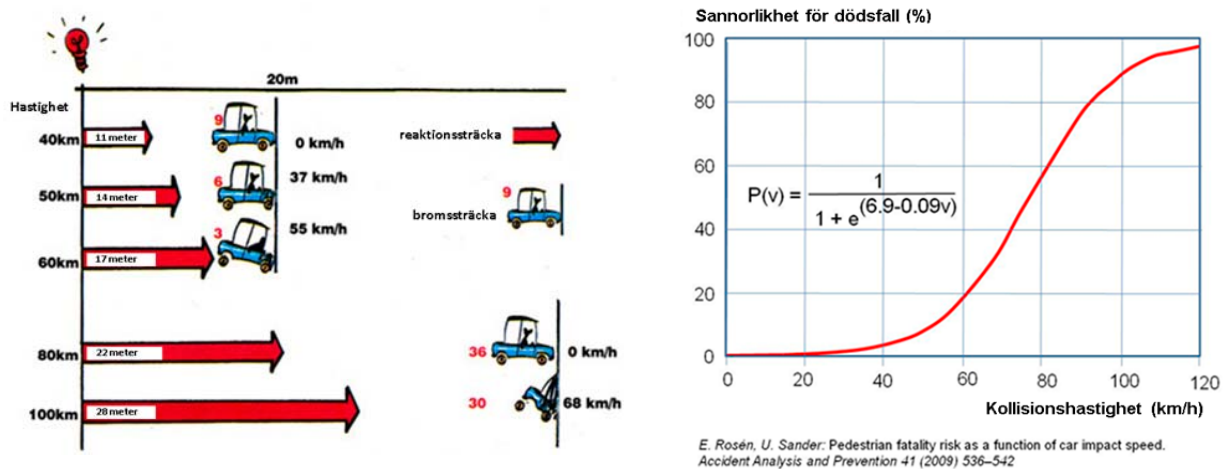 20m
Hastighet
40km
11 meter
9
0 km/h
50km
14 meter
6
37 km/h
60km
17 meter
3
55 km/h
reaktionssträcka
9
bromssträcka
80km
22 meter
36
0 km/h
100km
28 meter
30
68 km/h
Sannorlikhet för dödsfall (%)
100
80
60
40
20
0
P(v) = 1
1 + e(6.9-0.09v)
0 20 40 60 80 100 120
Kollisionshastighet (km/h)
E. Rosén, U. Sander: Pedestrian fatality risk as a function of car impact speed.
Accident Analysis and Prevention 41 (2009) 536–542